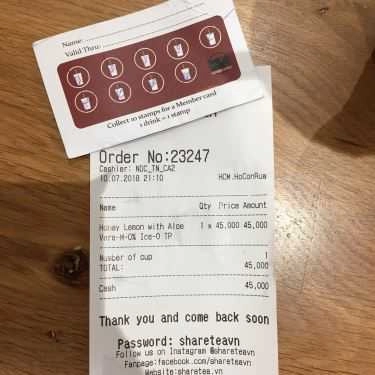 Name:
Valid Thru:
Collect 10 stamps for a Member card
1 drink = 1 stamp
Order No:23247
Cashier: NDC_TN_CA2
10.07.2018 21:10 HCM.HoConRua
Name Qty Price Amount
Honey Lemon with Aloe 1 x 45,000 45,000
Vera-M-0% Ice-0 TP
Number of cup 1
TOTAL: 45,000
Cash 45,000
Thank you and come back soon
Password: shareteavn
Follow us on Instagram @shareteavn
Fanpage:facebook.com/shareteavn
Website:sharetea.vn